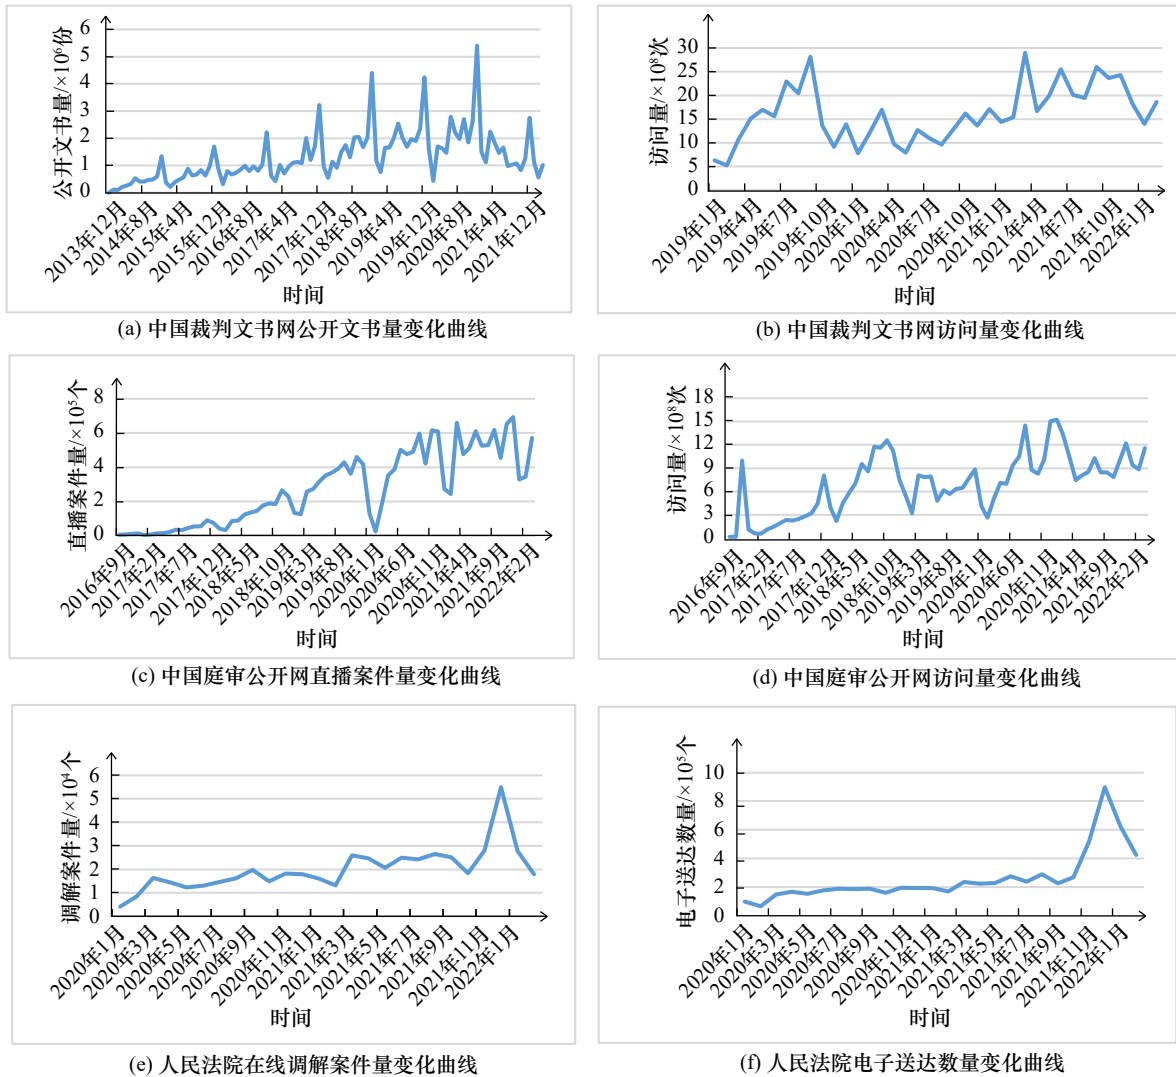 公开文书量/×10⁶份
6
5
4
3
2
1
0
2013年12月
2014年8月
2015年4月
2015年12月
2016年8月
2017年4月
2017年12月
2018年8月
2019年4月
2019年12月
2020年8月
2021年4月
2021年12月
时间
(a) 中国裁判文书网公开文书量变化曲线
访问量/×10⁸次
30
25
20
15
10
5
0
2019年1月
2019年4月
2019年7月
2019年10月
2020年1月
2020年4月
2020年7月
2020年10月
2021年1月
2021年4月
2021年7月
2021年10月
2022年1月
时间
(b) 中国裁判文书网访问量变化曲线
直播案件量/×10⁵个
8
6
4
2
0
2016年9月
2017年2月
2017年7月
2017年12月
2018年5月
2018年10月
2019年3月
2019年8月
2020年1月
2020年6月
2020年11月
2021年4月
2021年9月
2022年2月
时间
(c) 中国庭审公开网直播案件量变化曲线
访问量/×10⁸次
18
15
12
9
6
3
0
2016年9月
2017年2月
2017年7月
2017年12月
2018年5月
2018年10月
2019年3月
2019年8月
2020年1月
2020年6月
2020年11月
2021年4月
2021年9月
2022年2月
时间
(d) 中国庭审公开网访问量变化曲线
调解案件量/×10⁴个
6
5
4
3
2
1
0
2020年1月
2020年3月
2020年5月
2020年7月
2020年9月
2020年11月
2021年1月
2021年3月
2021年5月
2021年7月
2021年9月
2021年11月
2022年1月
时间
(e) 人民法院在线调解案件量变化曲线
电子送达数量/×10⁵个
10
8
6
4
2
0
2020年1月
2020年3月
2020年5月
2020年7月
2020年9月
2020年11月
2021年1月
2021年3月
2021年5月
2021年7月
2021年9月
2021年11月
2022年1月
时间
(f) 人民法院电子送达数量变化曲线